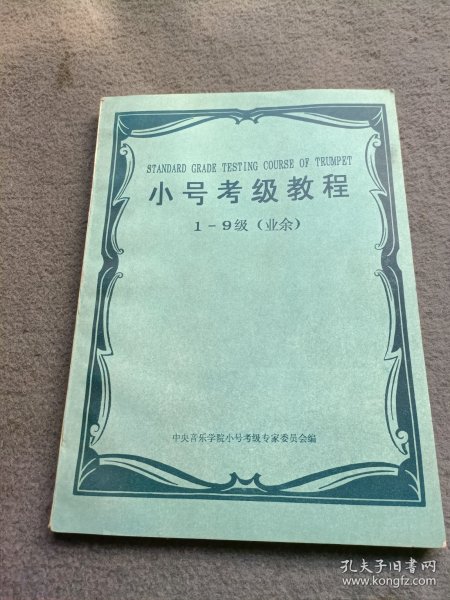 STANDARD GRADE TESTING COURSE OF TRUMPET
小号考级教程
1-9级（业余）
中央音乐学院小号考级专家委员会编
孔夫子旧书网
www.kongfz.com